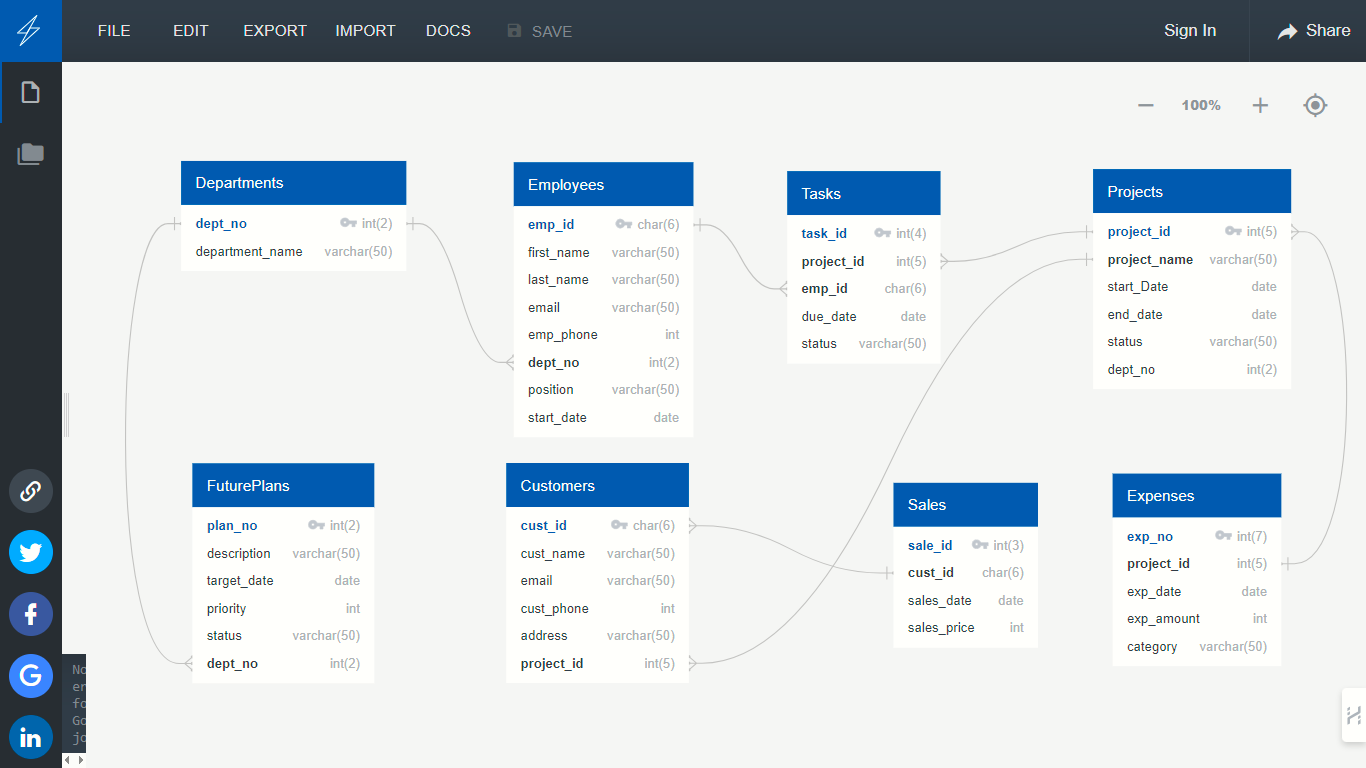 FILE EDIT EXPORT IMPORT DOCS SAVE Sign In Share
100%
Departments
dept_no int(2)
department_name varchar(50)
Employees
emp_id char(6)
first_name varchar(50)
last_name varchar(50)
email varchar(50)
emp_phone int
dept_no int(2)
position varchar(50)
start_date date
Tasks
task_id int(4)
project_id int(5)
emp_id char(6)
due_date date
status varchar(50)
Projects
project_id int(5)
project_name varchar(50)
start_Date date
end_date date
status varchar(50)
dept_no int(2)
FuturePlans
plan_no int(2)
description varchar(50)
target_date date
priority int
status varchar(50)
dept_no int(2)
Customers
cust_id char(6)
cust_name varchar(50)
email varchar(50)
cust_phone int
address varchar(50)
project_id int(5)
Sales
sale_id int(3)
cust_id char(6)
sales_date date
sales_price int
Expenses
exp_no int(7)
project_id int(5)
exp_date date
exp_amount int
category varchar(50)
f
G
in
No
er
fo
Go
jo